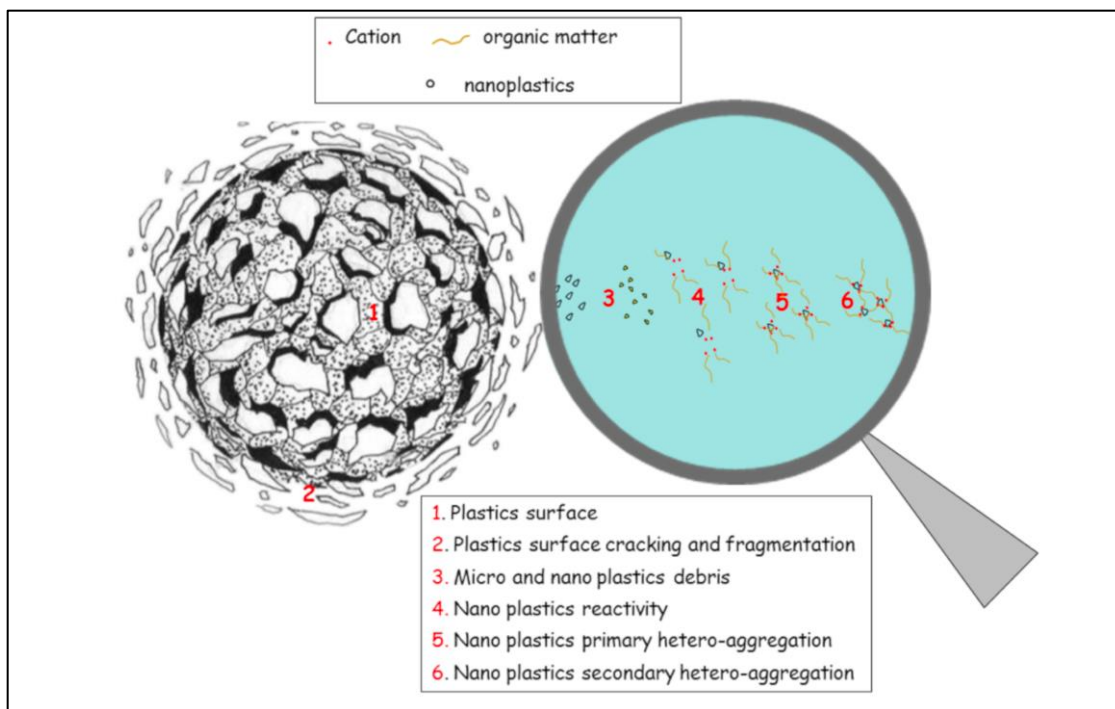 Cation organic matter
nanoplastics
1
2
3
4
5
6
1. Plastics surface
2. Plastics surface cracking and fragmentation
3. Micro and nano plastics debris
4. Nano plastics reactivity
5. Nano plastics primary hetero-aggregation
6. Nano plastics secondary hetero-aggregation